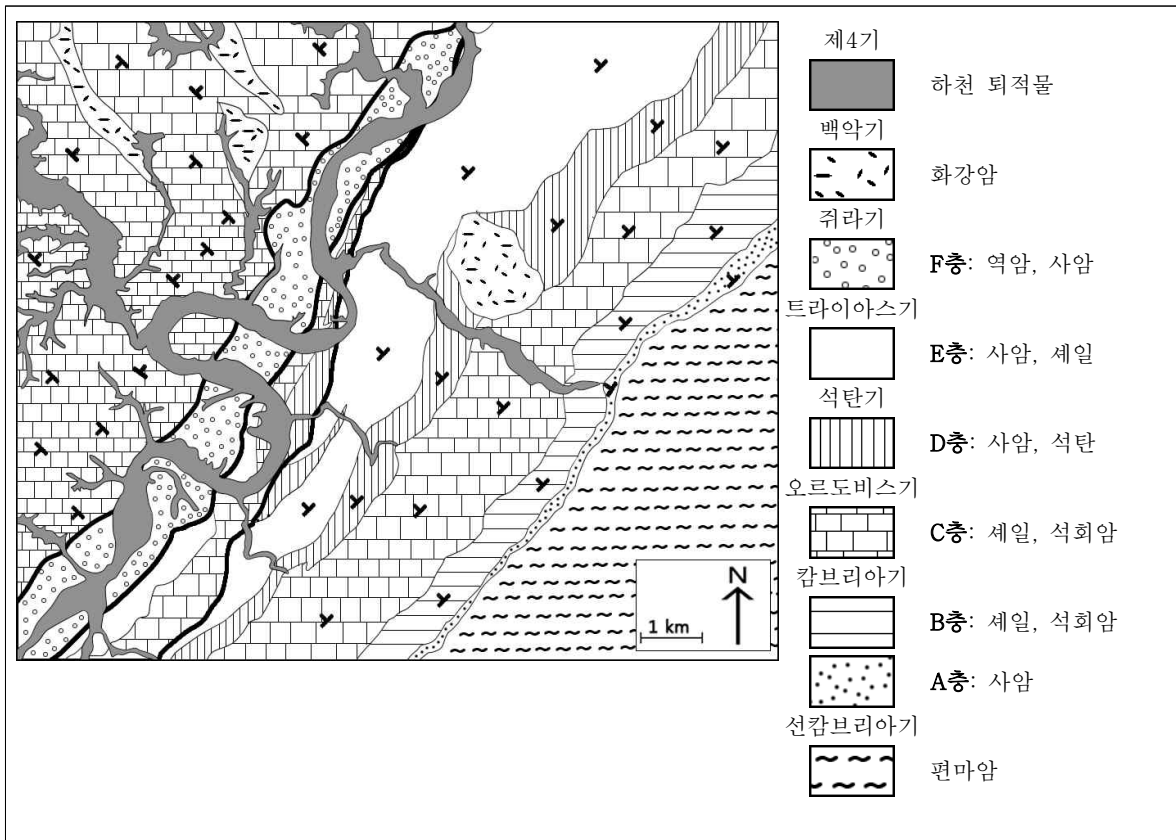 N
1 km
제4기
하천 퇴적물
백악기
화강암
쥐라기
F층: 역암, 사암
트라이아스기
E층: 사암, 셰일
석탄기
D층: 사암, 석탄
오르도비스기
C층: 셰일, 석회암
캄브리아기
B층: 셰일, 석회암
A층: 사암
선캄브리아기
편마암